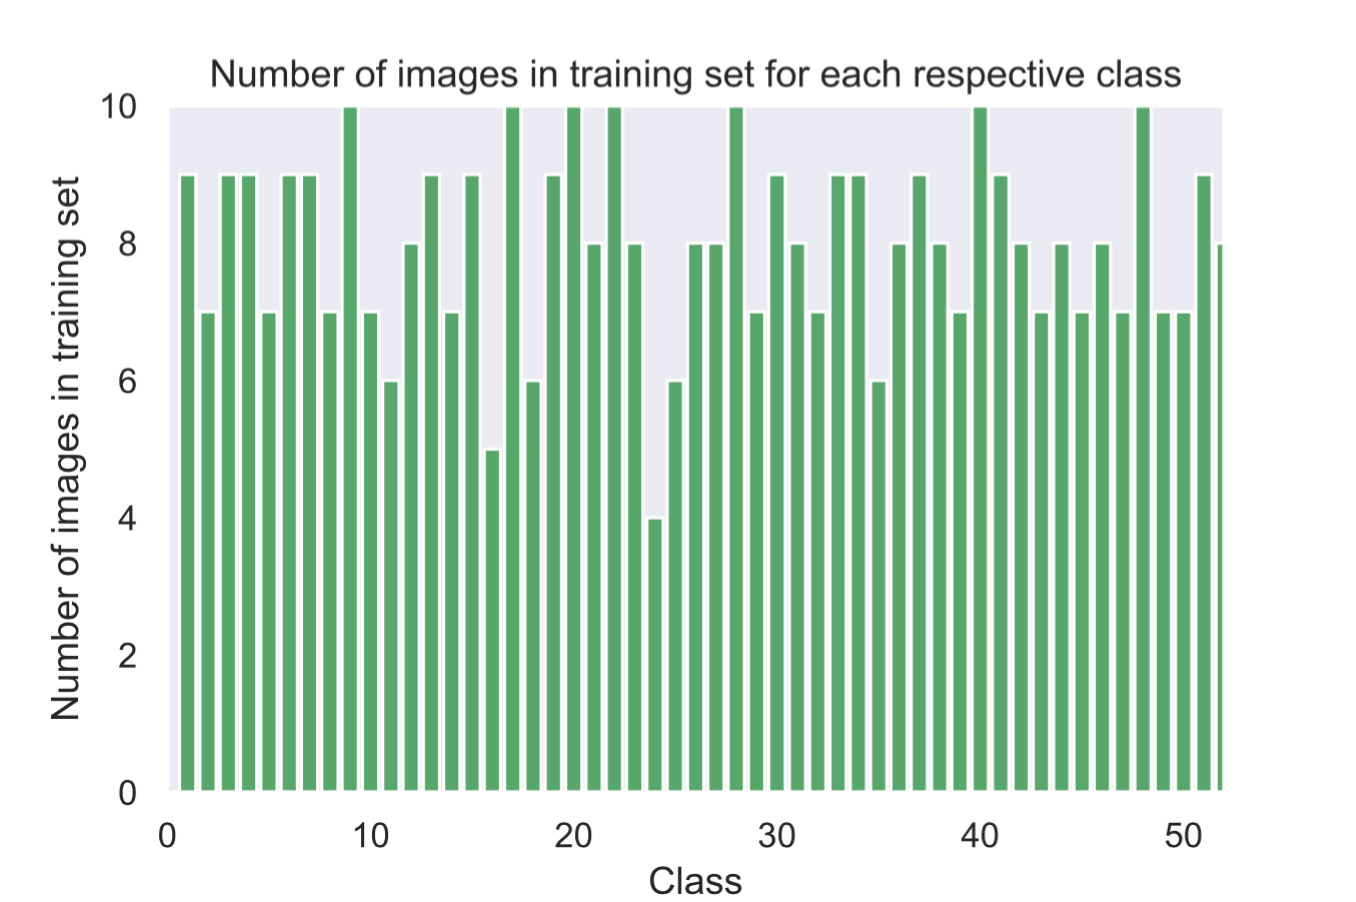 Number of images in training set for each respective class
Number of images in training set
10
8
6
4
2
0
0 10 20 30 40 50
Class